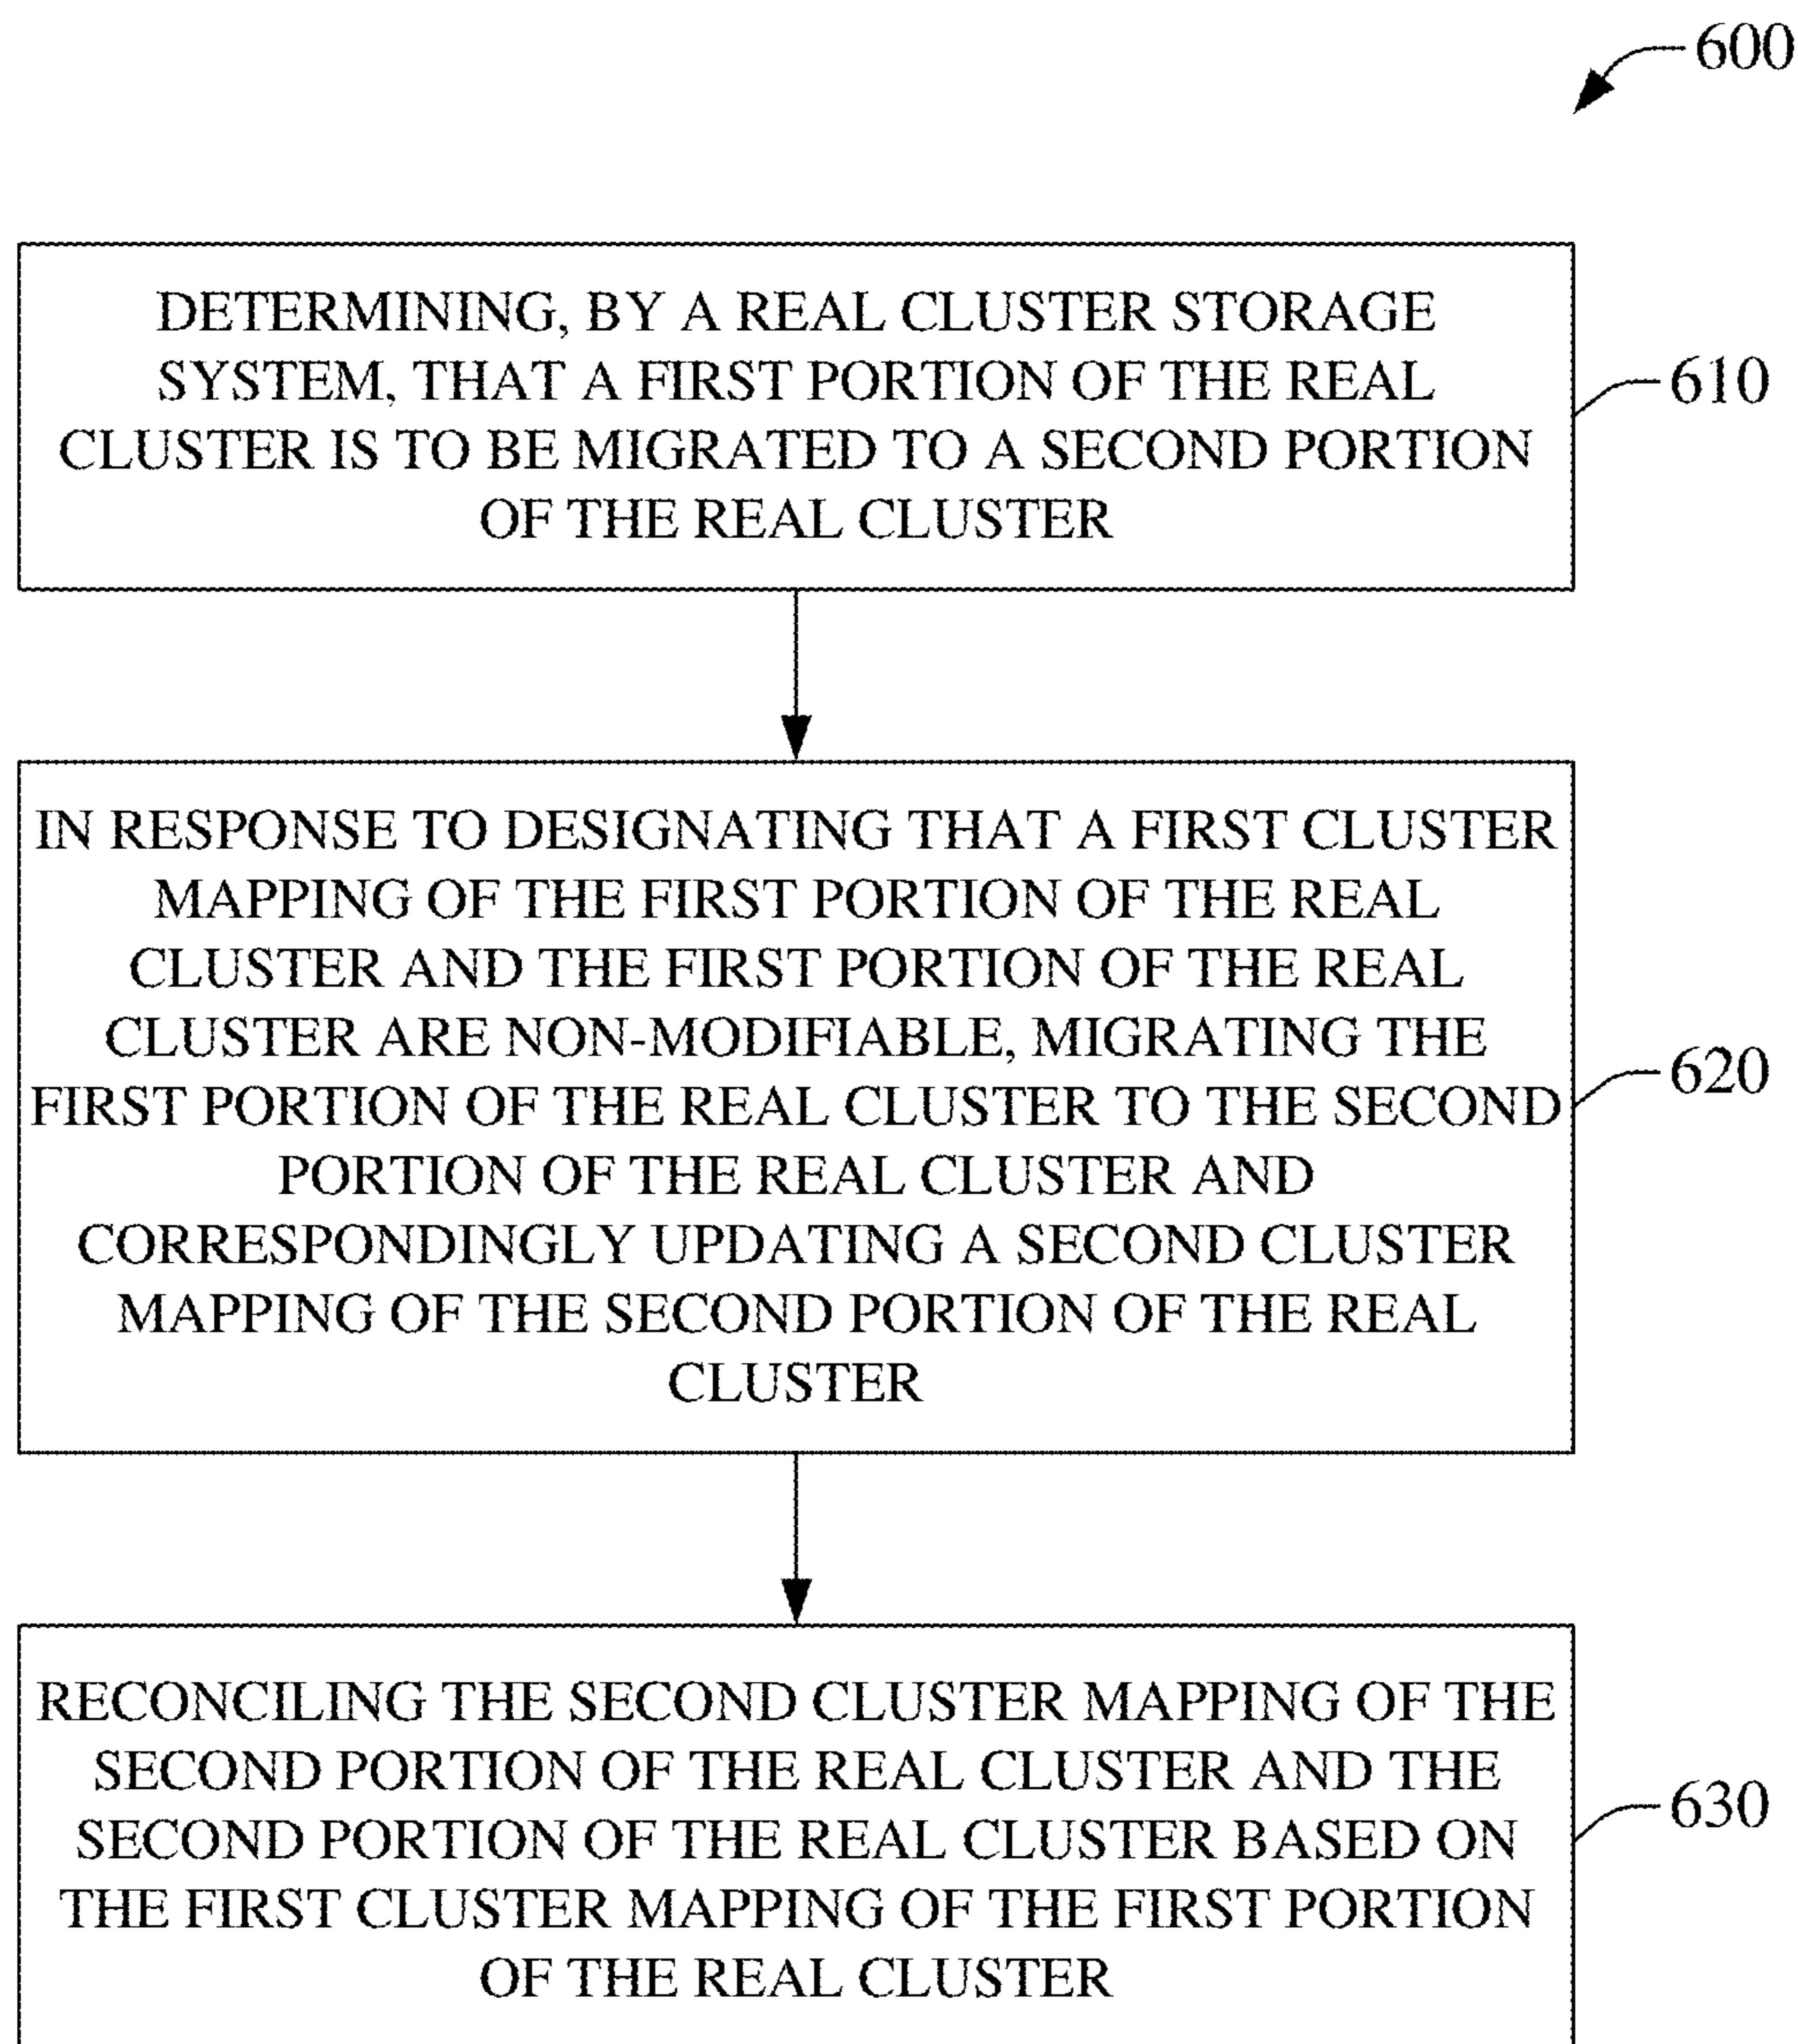 600
DETERMINING, BY A REAL CLUSTER STORAGE
SYSTEM, THAT A FIRST PORTION OF THE REAL
CLUSTER IS TO BE MIGRATED TO A SECOND PORTION
OF THE REAL CLUSTER
610
IN RESPONSE TO DESIGNATING THAT A FIRST CLUSTER
MAPPING OF THE FIRST PORTION OF THE REAL
CLUSTER AND THE FIRST PORTION OF THE REAL
CLUSTER ARE NON-MODIFIABLE, MIGRATING THE
FIRST PORTION OF THE REAL CLUSTER TO THE SECOND
PORTION OF THE REAL CLUSTER AND
CORRESPONDINGLY UPDATING A SECOND CLUSTER
MAPPING OF THE SECOND PORTION OF THE REAL
CLUSTER
620
RECONCILING THE SECOND CLUSTER MAPPING OF THE
SECOND PORTION OF THE REAL CLUSTER AND THE
SECOND PORTION OF THE REAL CLUSTER BASED ON
THE FIRST CLUSTER MAPPING OF THE FIRST PORTION
OF THE REAL CLUSTER
630